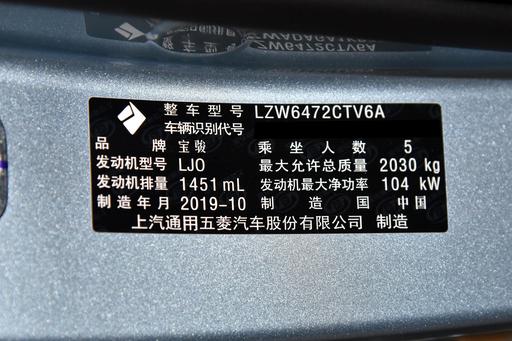 ZW6472CTV6A
整车型号 LZW6472CTV6A
车辆识别代号
品牌 宝骏 乘坐人数 5
发动机型号 LJO 最大允许总质量 2030 kg
发动机排量 1451 mL 发动机最大净功率 104 kW
制造年月 2019-10 制造国 中国
上汽通用五菱汽车股份有限公司 制造